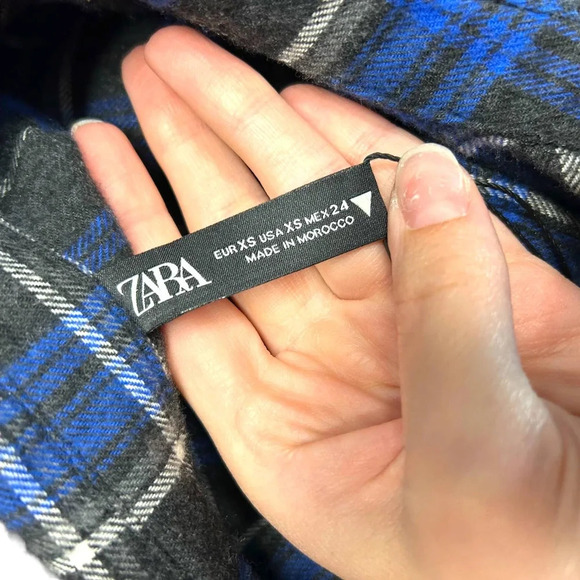 ZARA
EUR XS USA XS MEX 24
MADE IN MOROCCO